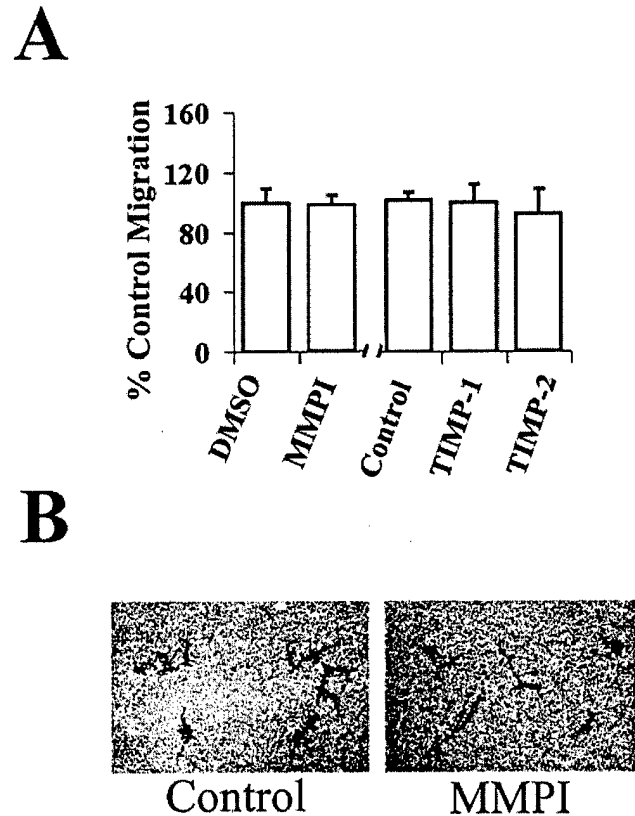 A
% Control Migration
160
120
80
40
0
DMSO
MMPI
Control
TIMP-1
TIMP-2
B
Control
MMPI